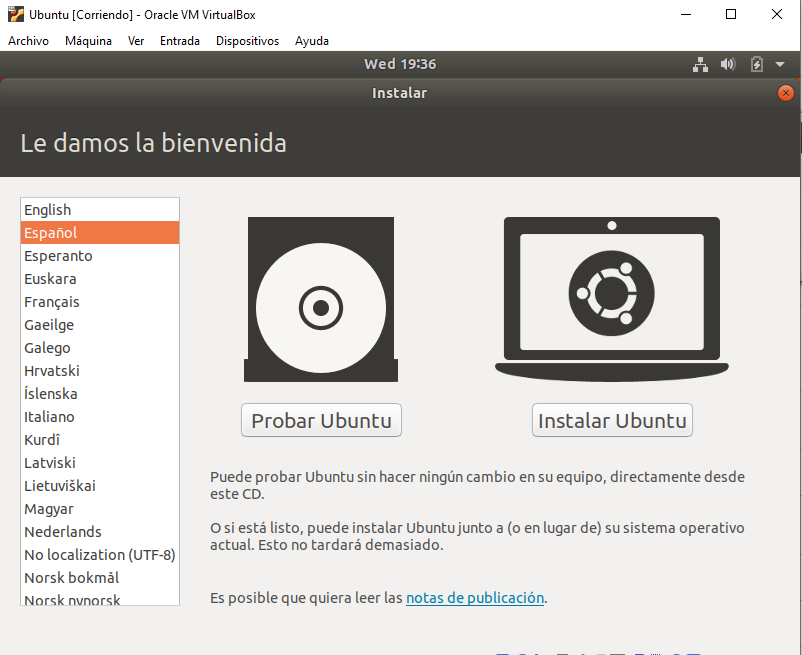 Ubuntu [Corriendo] - Oracle VM VirtualBox
Archivo Máquina Ver Entrada Dispositivos Ayuda
Wed 19:36
Instalar
Le damos la bienvenida
English
Español
Esperanto
Euskara
Français
Gaeilge
Galego
Hrvatski
Íslenska
Italiano
Kurdî
Latviski
Lietuviškai
Magyar
Nederlands
No localization (UTF-8)
Norsk bokmål
Norsk nynorsk
Probar Ubuntu
Instalar Ubuntu
Puede probar Ubuntu sin hacer ningún cambio en su equipo, directamente desde
este CD.
O si está listo, puede instalar Ubuntu junto a (o en lugar de) su sistema operativo
actual. Esto no tardará demasiado.
Es posible que quiera leer las notas de publicación.